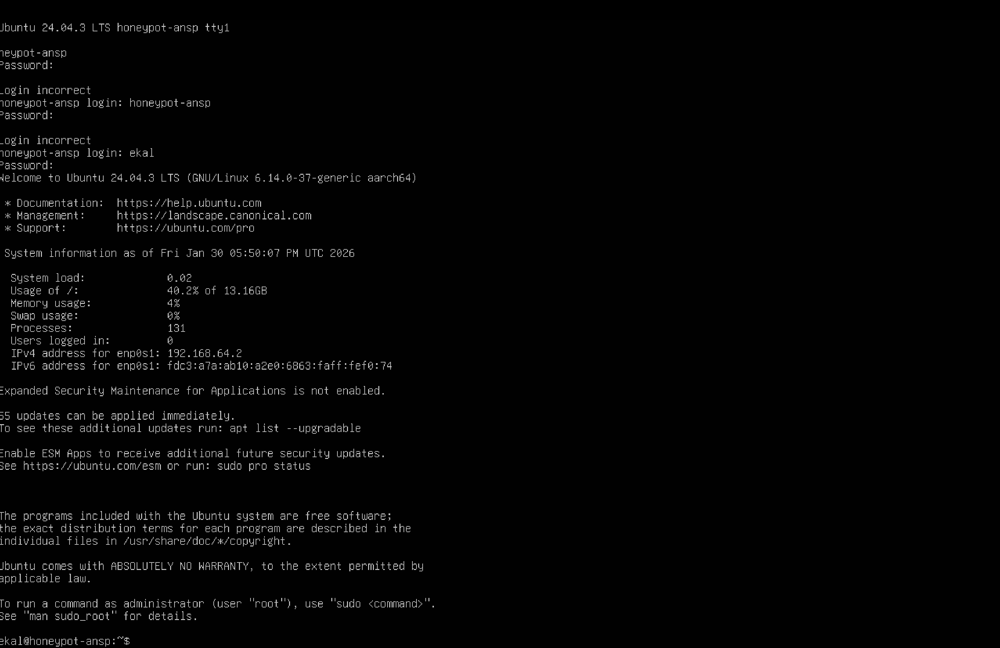 Ubuntu 24.04.3 LTS honeypot-ansp tty1
neypot-ansp
Password:
Login incorrect
honeypot-ansp login: honeypot-ansp
Password:
Login incorrect
honeypot-ansp login: ekal
Password:
Welcome to Ubuntu 24.04.3 LTS (GNU/Linux 6.14.0-37-generic aarch64)
* Documentation:  https://help.ubuntu.com
* Management:     https://landscape.canonical.com
* Support:        https://ubuntu.com/pro
System information as of Fri Jan 30 05:50:07 PM UTC 2026
System load:             0.02
Usage of /:              40.2% of 13.16GB
Memory usage:            4%
Swap usage:              0%
Processes:               131
Users logged in:         0
IPv4 address for enp0s1: 192.168.64.2
IPv6 address for enp0s1: fdc3:a7a:ab10:a2e0:6863:faff:fef0:74
Expanded Security Maintenance for Applications is not enabled.
55 updates can be applied immediately.
To see these additional updates run: apt list --upgradable
Enable ESM Apps to receive additional future security updates.
See https://ubuntu.com/esm or run: sudo pro status
The programs included with the Ubuntu system are free software;
the exact distribution terms for each program are described in the
individual files in /usr/share/doc/*/copyright.
Ubuntu comes with ABSOLUTELY NO WARRANTY, to the extent permitted by
applicable law.
To run a command as administrator (user "root"), use "sudo <command>".
See "man sudo_root" for details.
ekal@honeypot-ansp:~$